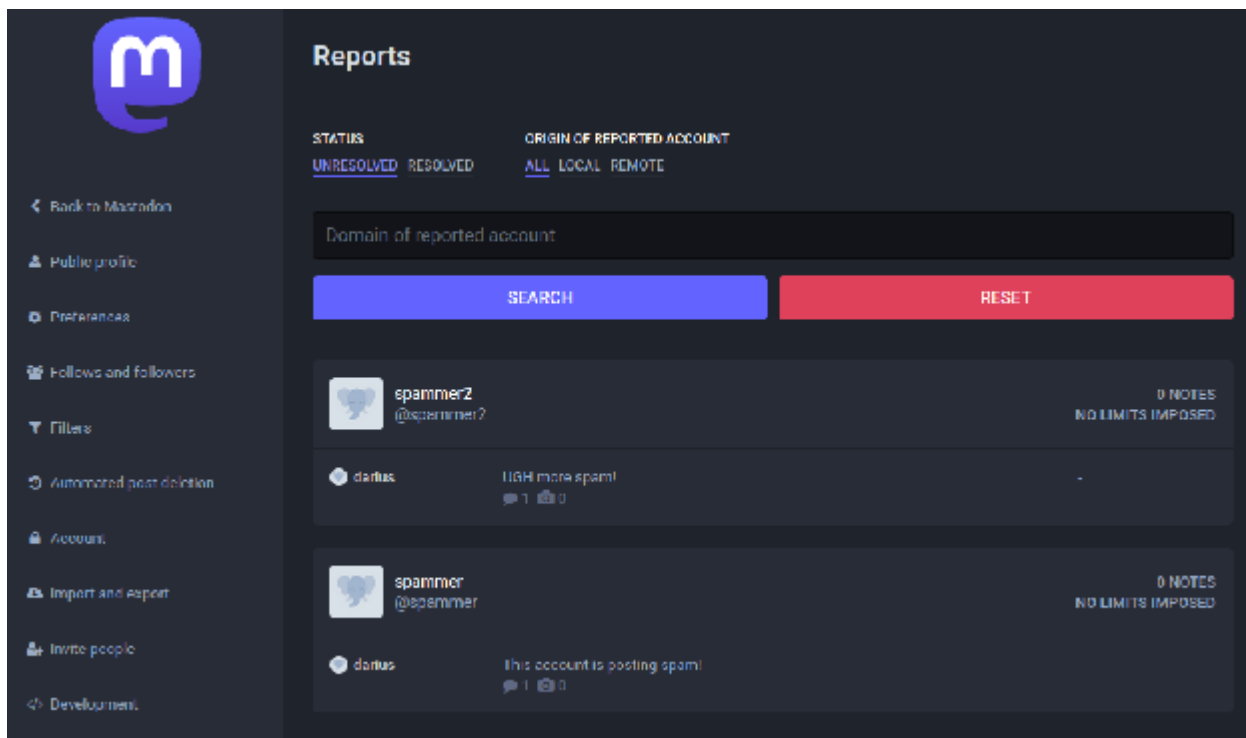 Reports
STATUS
UNRESOLVED RESOLVED
ORIGIN OF REPORTED ACCOUNT
ALL LOCAL REMOTE
Back to Mastodon
Public profile
Preferences
Follows and followers
Filters
Automated post deletion
Account
Import and export
Invite people
Development
Domain of reported account
SEARCH
RESET
spammer2
@spammer2
0 NOTES
NO LIMITS IMPOSED
darius
UGH more spam!
1 0
-
spammer
@spammer
0 NOTES
NO LIMITS IMPOSED
darius
This account is posting spam!
1 0